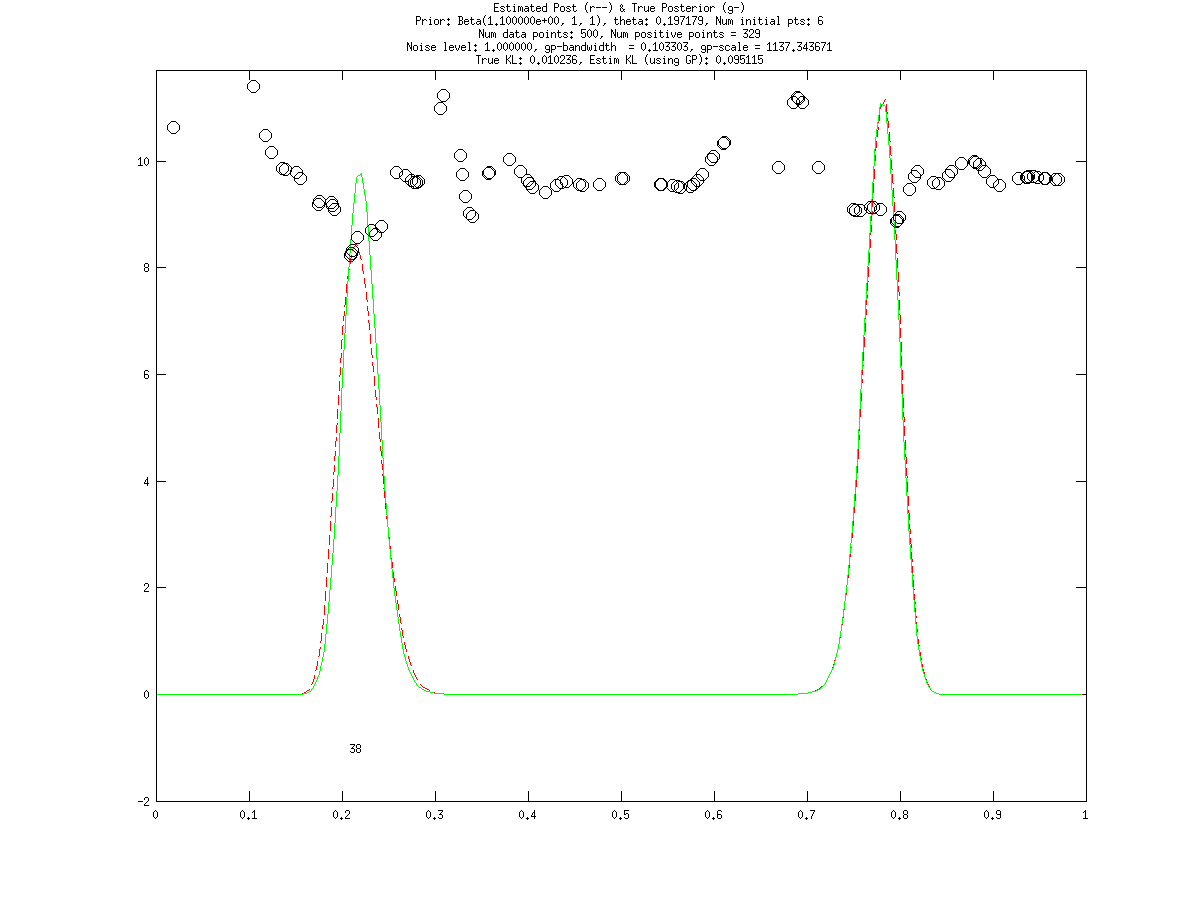 Estimated Post (r--) & True Posterior (g-)
Prior: Beta(1.100000e+00, 1, 1), theta: 0.197179, Num initial pts: 6
Num data points: 500, Num positive points = 329
Noise level: 1.000000, gp-bandwidth  = 0.103303, gp-scale = 1137.343671
True KL: 0.010236, Estim KL (using GP): 0.095115
10
8
6
4
2
0
38
-2
0 0.1 0.2 0.3 0.4 0.5 0.6 0.7 0.8 0.9 1